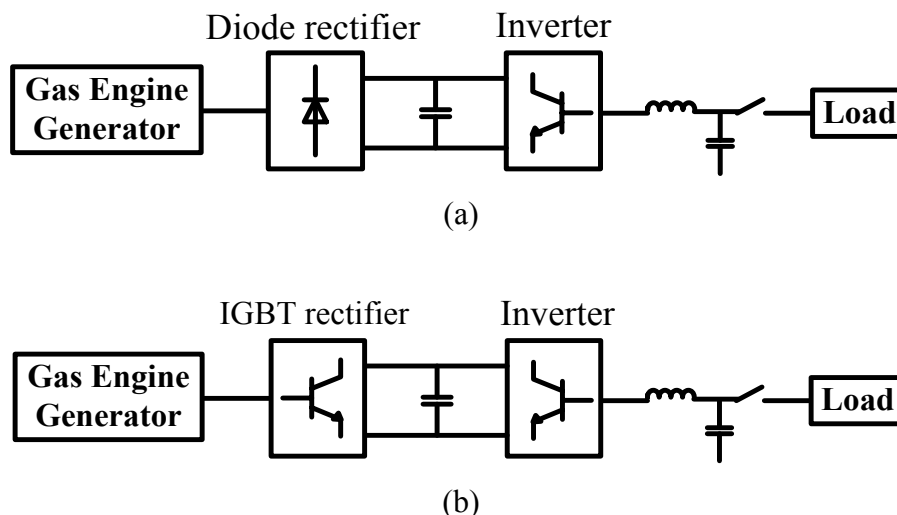 Diode rectifier
Inverter
Gas Engine
Generator
Load
(a)
IGBT rectifier
Inverter
Gas Engine
Generator
Load
(b)